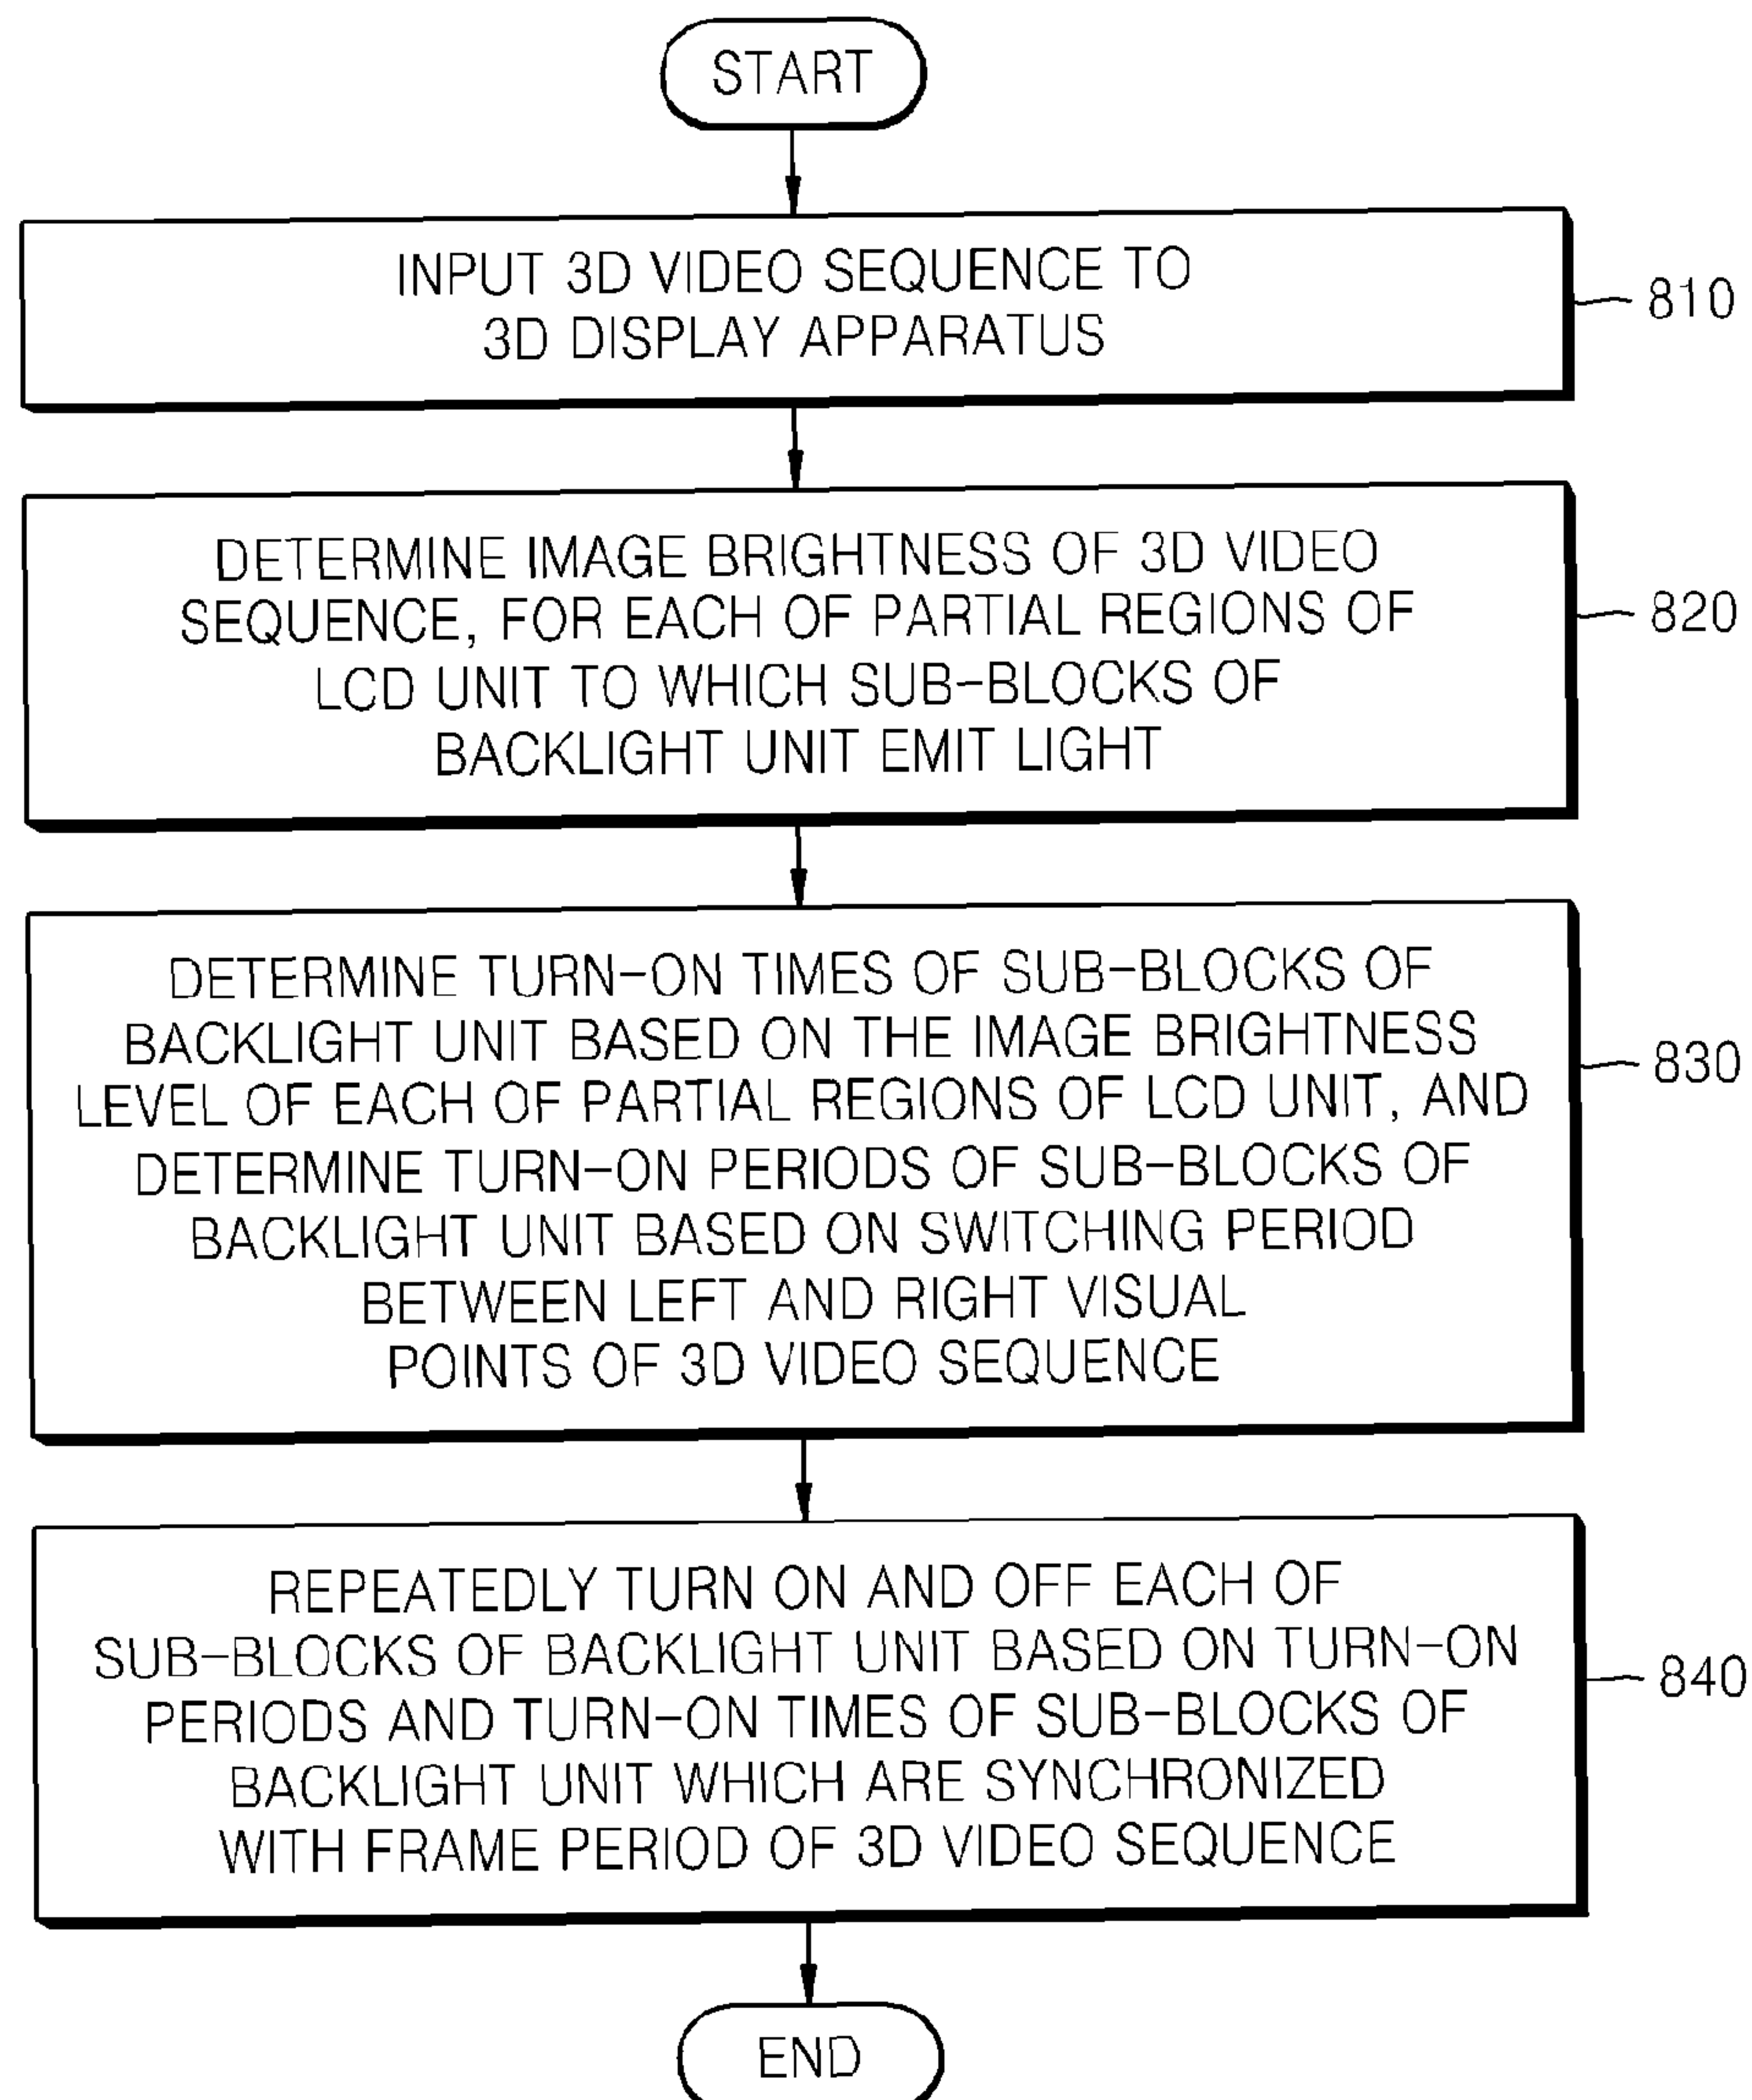 START
INPUT 3D VIDEO SEQUENCE TO
3D DISPLAY APPARATUS
810
DETERMINE IMAGE BRIGHTNESS OF 3D VIDEO
SEQUENCE, FOR EACH OF PARTIAL REGIONS OF
LCD UNIT TO WHICH SUB-BLOCKS OF
BACKLIGHT UNIT EMIT LIGHT
820
DETERMINE TURN-ON TIMES OF SUB-BLOCKS OF
BACKLIGHT UNIT BASED ON THE IMAGE BRIGHTNESS
LEVEL OF EACH OF PARTIAL REGIONS OF LCD UNIT, AND
DETERMINE TURN-ON PERIODS OF SUB-BLOCKS OF
BACKLIGHT UNIT BASED ON SWITCHING PERIOD
BETWEEN LEFT AND RIGHT VISUAL
POINTS OF 3D VIDEO SEQUENCE
830
REPEATEDLY TURN ON AND OFF EACH OF
SUB-BLOCKS OF BACKLIGHT UNIT BASED ON TURN-ON
PERIODS AND TURN-ON TIMES OF SUB-BLOCKS OF
BACKLIGHT UNIT WHICH ARE SYNCHRONIZED
WITH FRAME PERIOD OF 3D VIDEO SEQUENCE
840
END